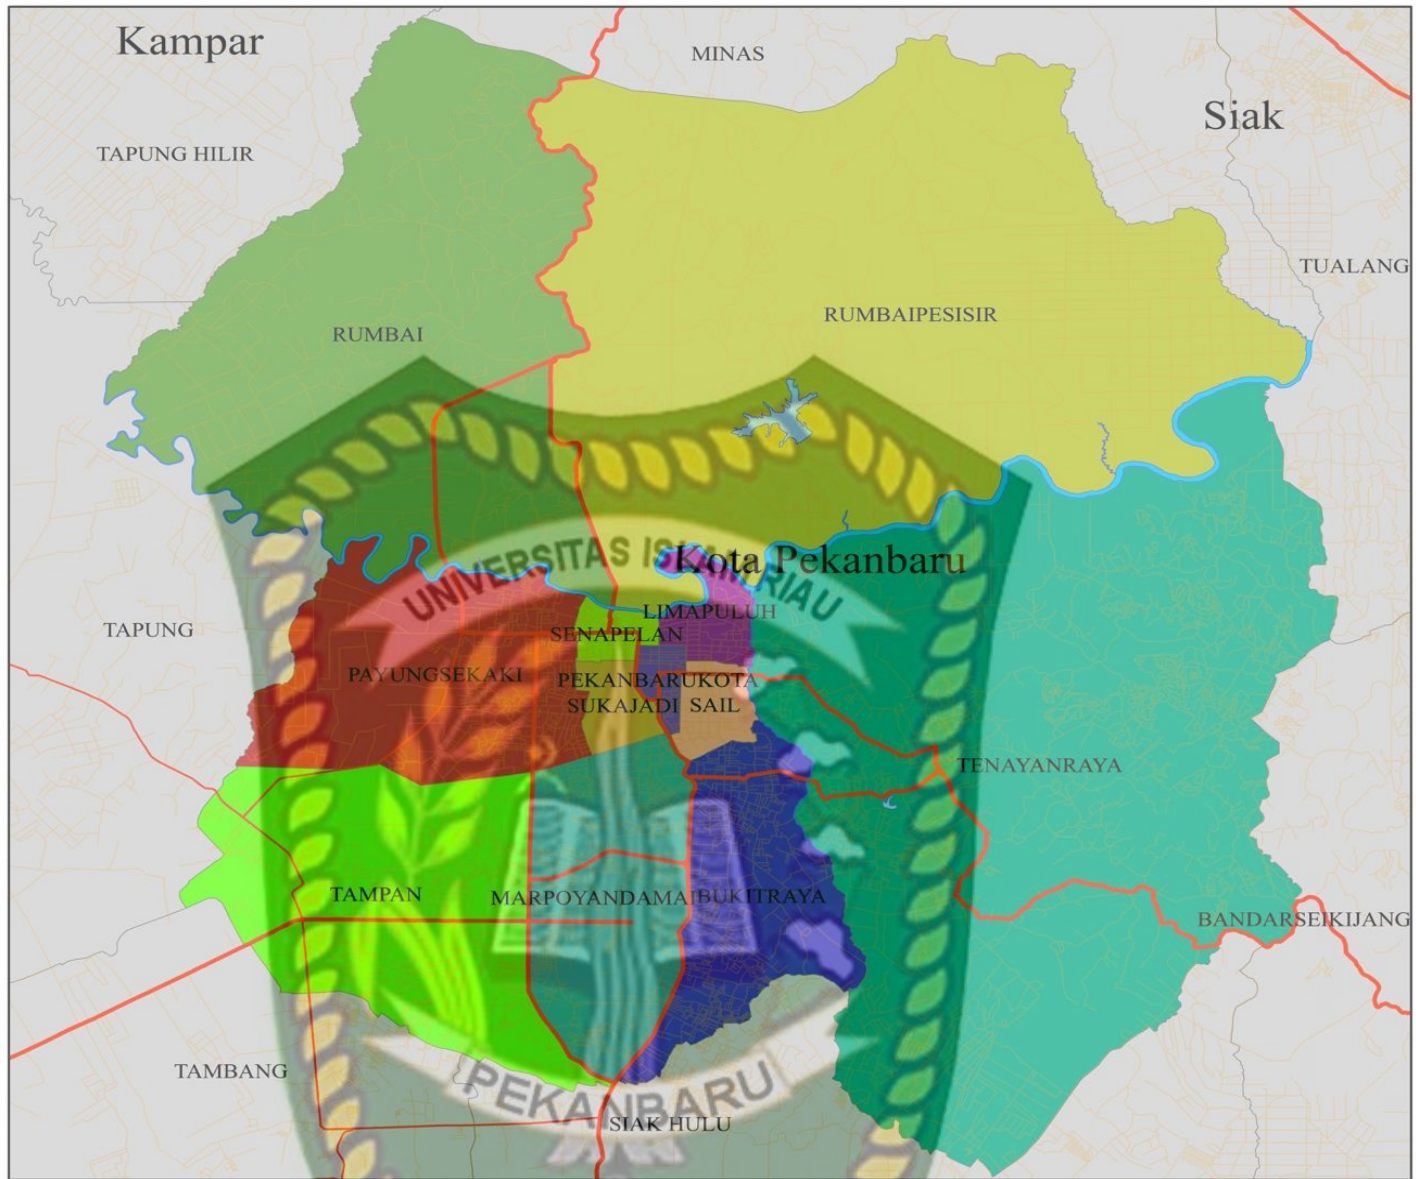 Kampar
MINAS
Siak
TAPUNG HILIR
TUALANG
RUMBAIPESISIR
RUMBAI
UNIVERSITAS ISLAM RIAU
Kota Pekanbaru
LIMAPULUH
TAPUNG
SENAPELAN
PAYUNGSEKAKI
PEKANBARUKOTA
SUKAJADI
SAIL
TENAYANRAYA
TAMPAN
MARPOYANDAMAI
BUKITRAYA
BANDARSEIKIJANG
TAMBANG
PEKANBARU
SIAK HULU